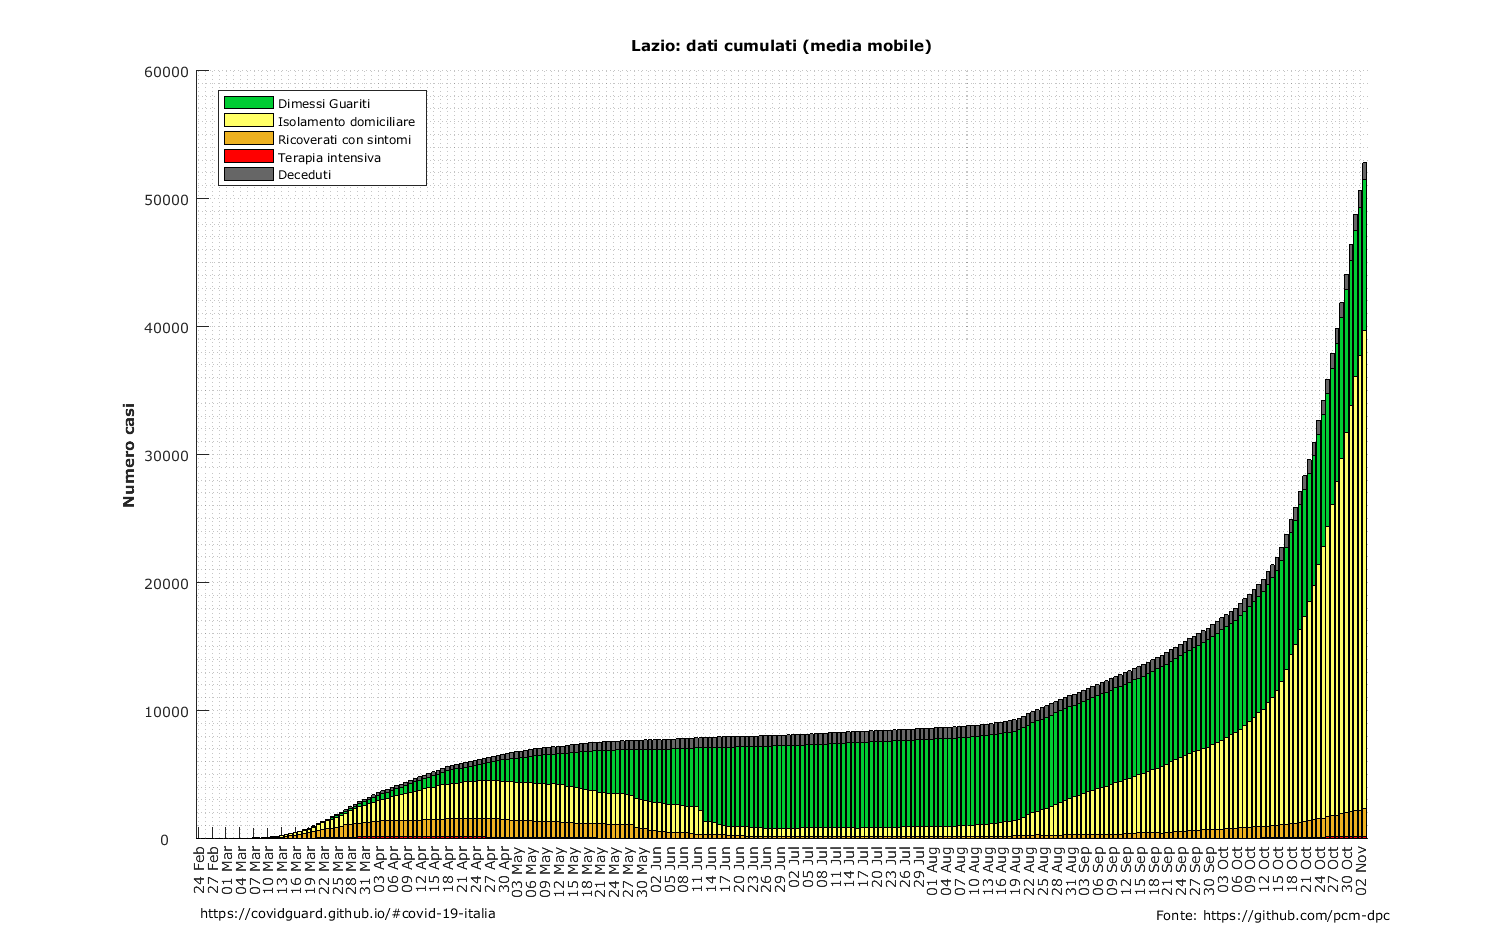 Lazio: dati cumulati (media mobile)
60000
50000
40000
30000
20000
10000
0
Numero casi
Dimessi Guariti
Isolamento domiciliare
Ricoverati con sintomi
Terapia intensiva
Deceduti
24 Feb
27 Feb
01 Mar
04 Mar
07 Mar
10 Mar
13 Mar
16 Mar
19 Mar
22 Mar
25 Mar
28 Mar
31 Mar
03 Apr
06 Apr
09 Apr
12 Apr
15 Apr
18 Apr
21 Apr
24 Apr
27 Apr
30 Apr
03 May
06 May
09 May
12 May
15 May
18 May
21 May
24 May
27 May
30 May
02 Jun
05 Jun
08 Jun
11 Jun
14 Jun
17 Jun
20 Jun
23 Jun
26 Jun
29 Jun
02 Jul
05 Jul
08 Jul
11 Jul
14 Jul
17 Jul
20 Jul
23 Jul
26 Jul
29 Jul
01 Aug
04 Aug
07 Aug
10 Aug
13 Aug
16 Aug
19 Aug
22 Aug
25 Aug
28 Aug
31 Aug
03 Sep
06 Sep
09 Sep
12 Sep
15 Sep
18 Sep
21 Sep
24 Sep
27 Sep
30 Sep
03 Oct
06 Oct
09 Oct
12 Oct
15 Oct
18 Oct
21 Oct
24 Oct
27 Oct
30 Oct
02 Nov
https://covidguard.github.io/#covid-19-italia
Fonte: https://github.com/pcm-dpc